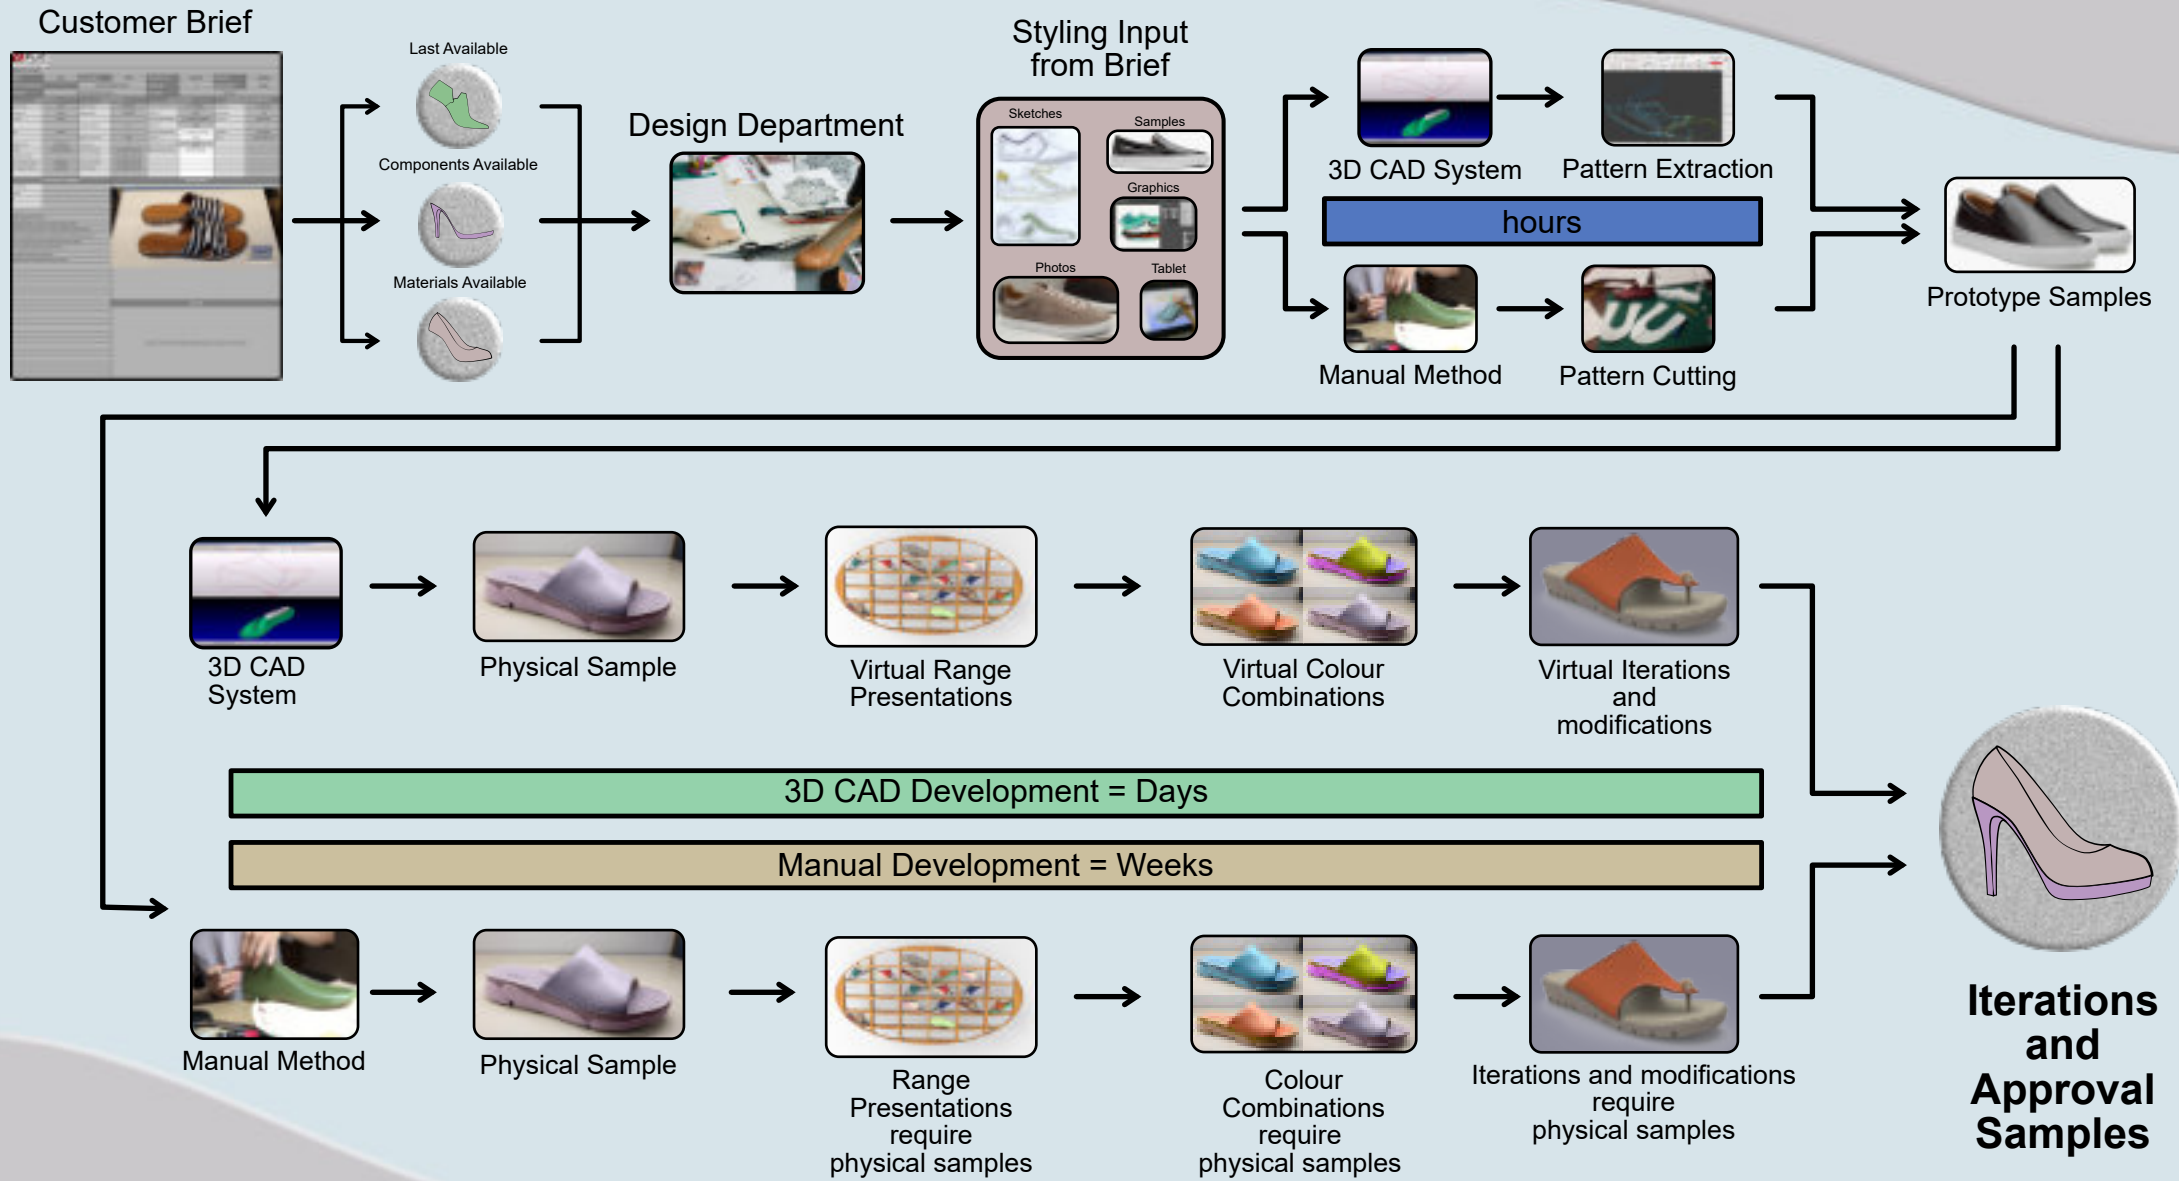 Customer Brief
Last Available
Components Available
Materials Available
Design Department
Styling Input
from Brief
Sketches
Samples
Graphics
Photos
Tablet
3D CAD System
Pattern Extraction
hours
Manual Method
Pattern Cutting
Prototype Samples
3D CAD
System
Physical Sample
Virtual Range
Presentations
Virtual Colour
Combinations
Virtual Iterations
and
modifications
3D CAD Development = Days
Manual Development = Weeks
Manual Method
Physical Sample
Range
Presentations
require
physical samples
Colour
Combinations
require
physical samples
Iterations and modifications
require
physical samples
Iterations
and
Approval
Samples